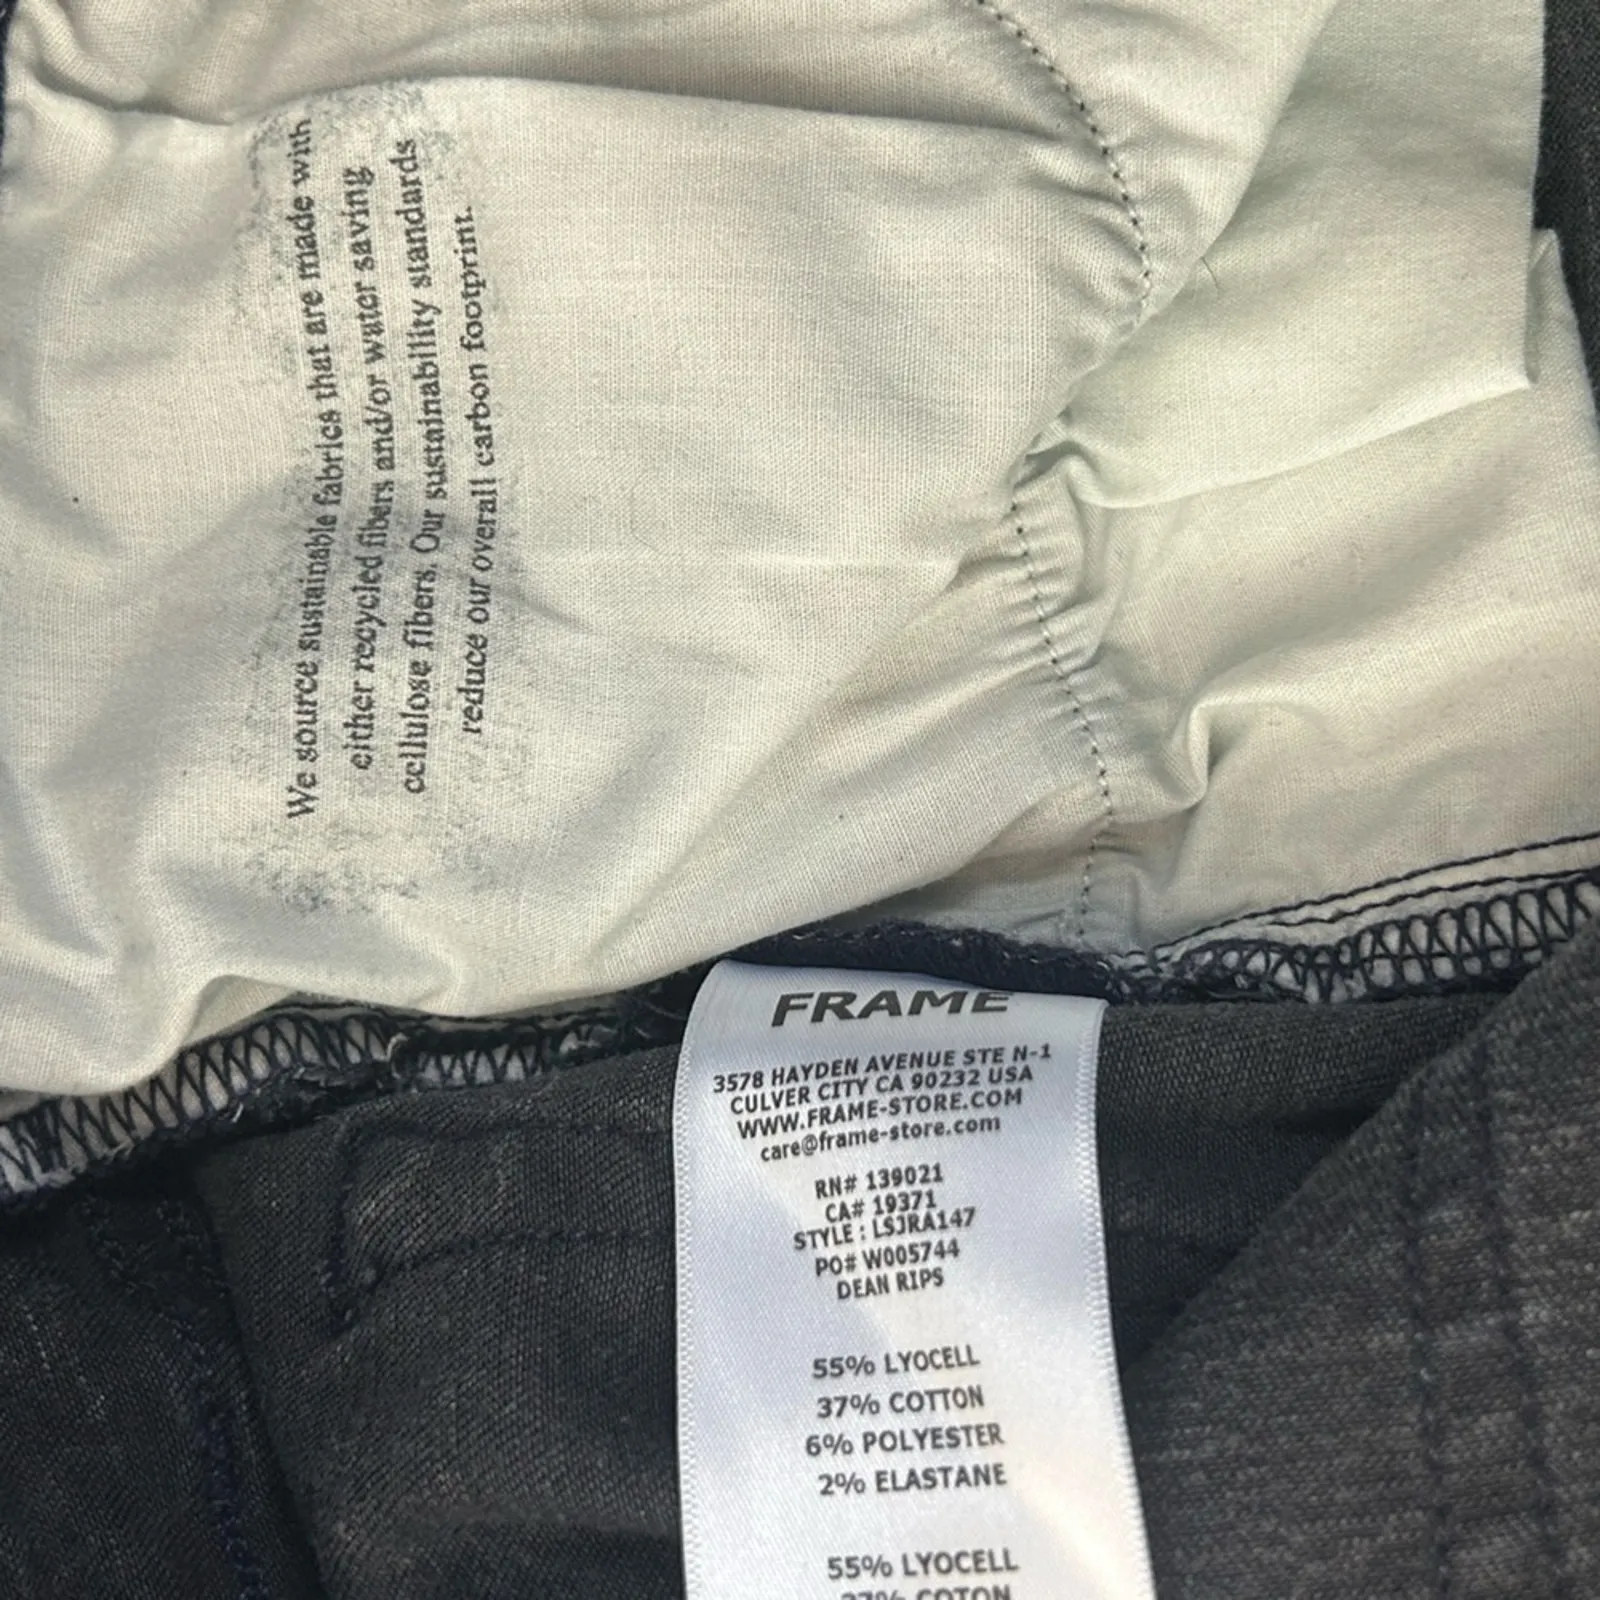 We source sustainable fabrics that are made with
either recycled fibers and/or water saving
cellulose fibers. Our sustainability standards
reduce our overall carbon footprint.
FRAME
3578 HAYDEN AVENUE STE N-1
CULVER CITY CA 90232 USA
WWW.FRAME-STORE.COM
care@frame-store.com
RN# 139021
CA# 19371
STYLE : LSJRA147
PO# W005744
DEAN RIPS
55% LYOCELL
37% COTTON
6% POLYESTER
2% ELASTANE
55% LYOCELL
37% COTON